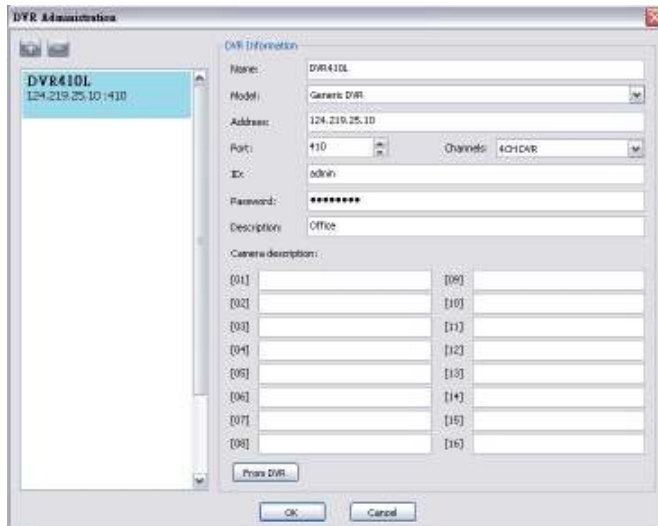 DVR Administration
DVR410L
124.219.25.10 :410
DVR Information
Name: DVR410L
Model: Generic DVR
Address: 124.219.25.10
Port: 410 Channels: 4CH DVR
ID: admin
Password: ••••••••
Description: Office
Camera description:
[01] [09]
[02] [10]
[03] [11]
[04] [12]
[05] [13]
[06] [14]
[07] [15]
[08] [16]
From DVR
OK Cancel